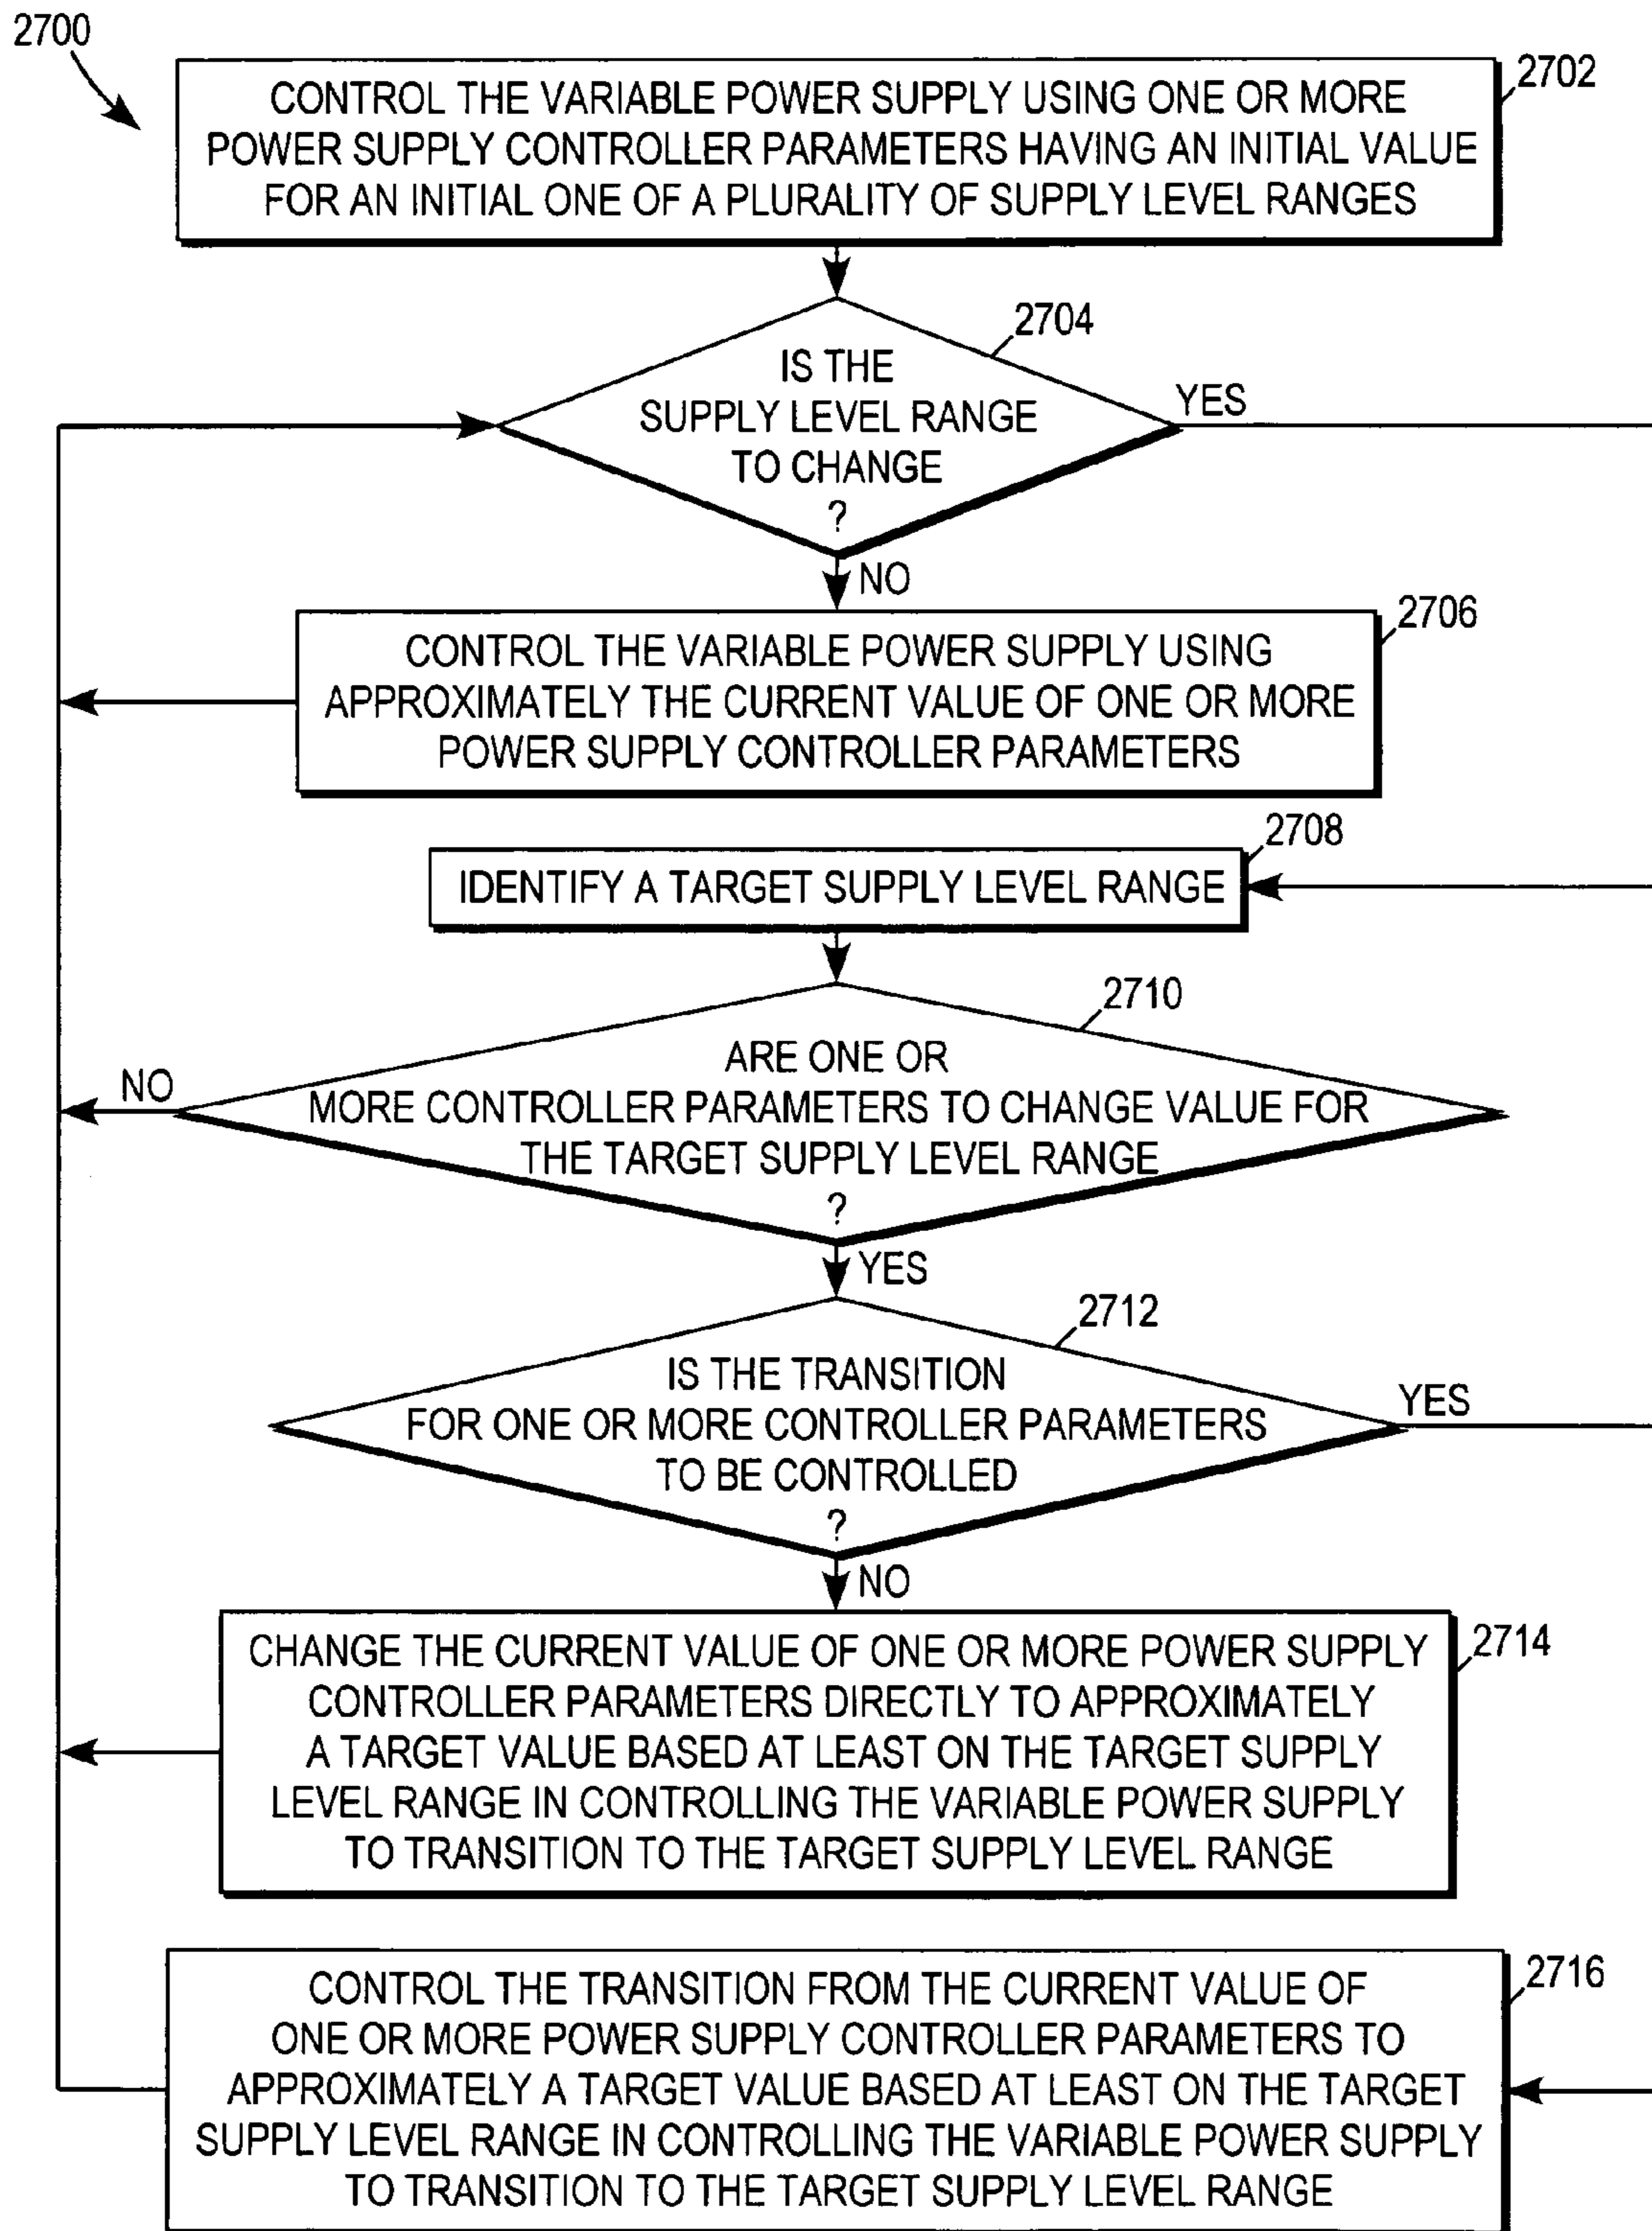 2700
2702
CONTROL THE VARIABLE POWER SUPPLY USING ONE OR MORE
POWER SUPPLY CONTROLLER PARAMETERS HAVING AN INITIAL VALUE
FOR AN INITIAL ONE OF A PLURALITY OF SUPPLY LEVEL RANGES
2704
IS THE
SUPPLY LEVEL RANGE
TO CHANGE
?
YES
NO
2706
CONTROL THE VARIABLE POWER SUPPLY USING
APPROXIMATELY THE CURRENT VALUE OF ONE OR MORE
POWER SUPPLY CONTROLLER PARAMETERS
2708
IDENTIFY A TARGET SUPPLY LEVEL RANGE
2710
ARE ONE OR
MORE CONTROLLER PARAMETERS TO CHANGE VALUE FOR
THE TARGET SUPPLY LEVEL RANGE
?
NO
YES
2712
IS THE TRANSITION
FOR ONE OR MORE CONTROLLER PARAMETERS
TO BE CONTROLLED
?
YES
NO
2714
CHANGE THE CURRENT VALUE OF ONE OR MORE POWER SUPPLY
CONTROLLER PARAMETERS DIRECTLY TO APPROXIMATELY
A TARGET VALUE BASED AT LEAST ON THE TARGET SUPPLY
LEVEL RANGE IN CONTROLLING THE VARIABLE POWER SUPPLY
TO TRANSITION TO THE TARGET SUPPLY LEVEL RANGE
2716
CONTROL THE TRANSITION FROM THE CURRENT VALUE OF
ONE OR MORE POWER SUPPLY CONTROLLER PARAMETERS TO
APPROXIMATELY A TARGET VALUE BASED AT LEAST ON THE TARGET
SUPPLY LEVEL RANGE IN CONTROLLING THE VARIABLE POWER SUPPLY
TO TRANSITION TO THE TARGET SUPPLY LEVEL RANGE